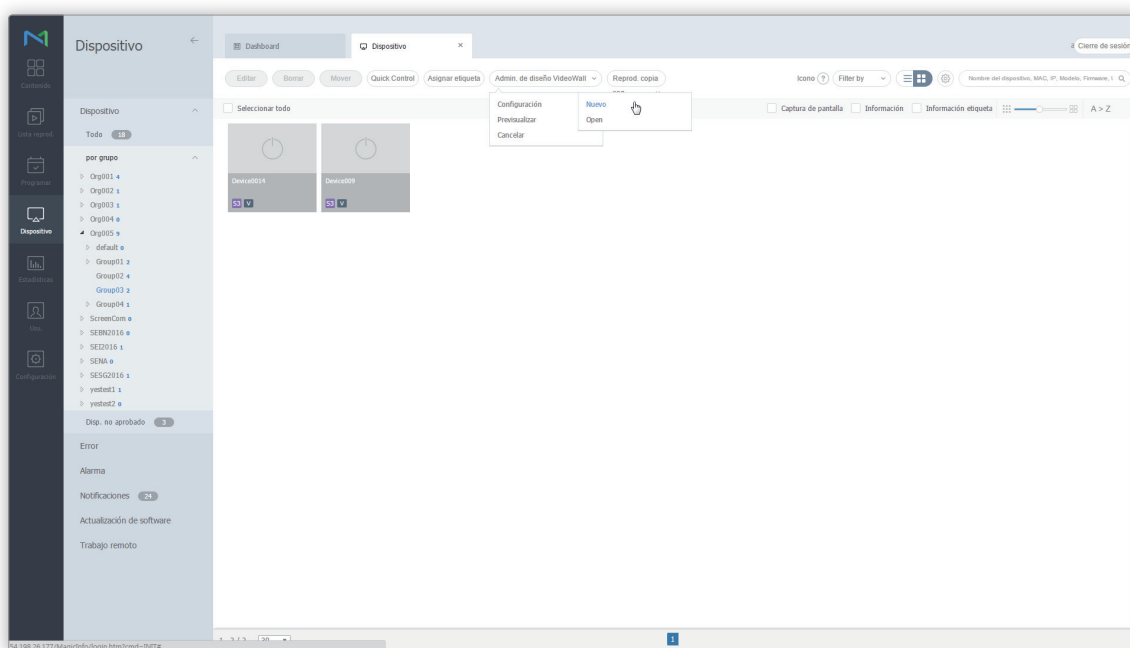 Dispositivo ←
Dashboard
Dispositivo ×
Cierre de sesión
Contenido
Lista reprod.
Programar
Dispositivo
Estadísticas
Configuración
Editar
Borrar
Mover
Quick Control
Asignar etiqueta
Admin. de diseño VideoWall
Reprod. copia
Icono ?
Filter by
Nombre del dispositivo, MAC, IP, Modelo, Firmware,
Configuración
Previsualizar
Cancelar
Nuevo
Open
Seleccionar todo
Captura de pantalla
Información
Información etiqueta
A > Z
Dispositivo
Todo 18
por grupo
Org001 4
Org002 1
Org003 1
Org004 0
Org005 9
default 0
Group01 2
Group02 4
Group03 2
Group04 1
ScreenCom 0
SEBN2016 0
SEI2016 1
SENA 0
SESG2016 1
yestest1 1
yestest2 0
Disp. no aprobado 3
Error
Alarma
Notificaciones 24
Actualización de software
Trabajo remoto
Device0014
S3 V
Device009
S3 V
1